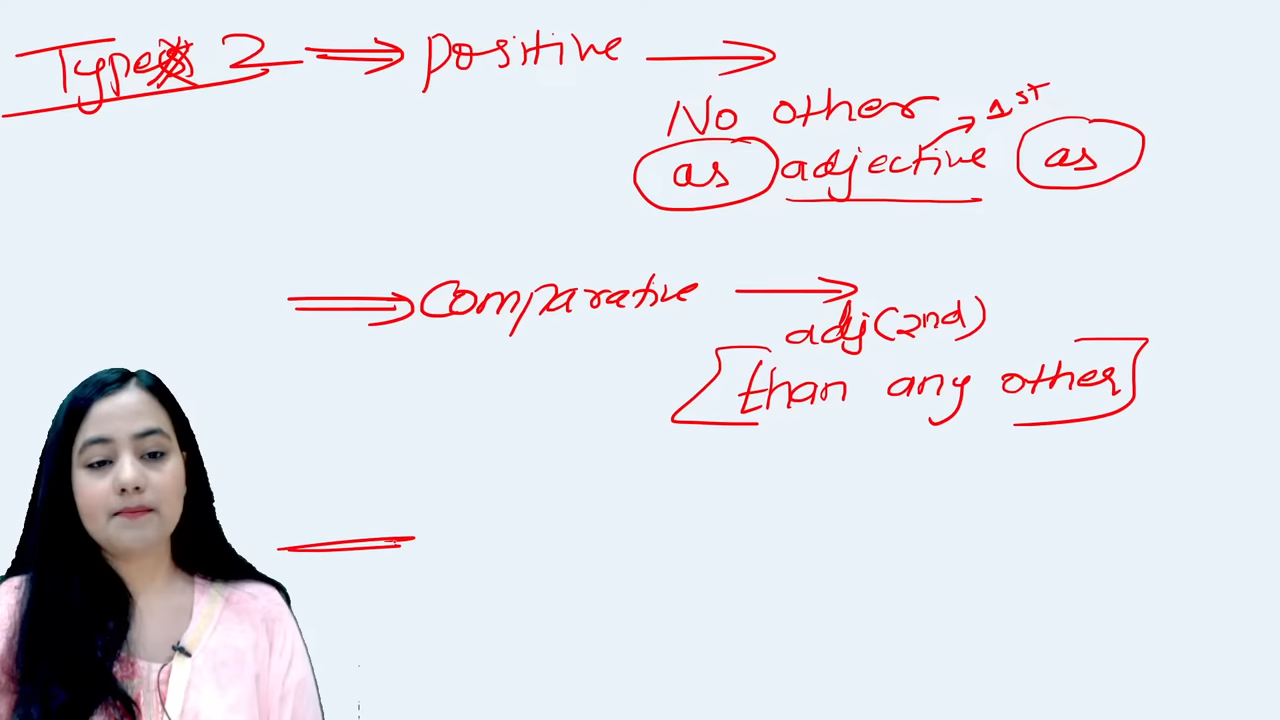 Type 2 ⇒ positive →
No other
as adjective → 1st as
⇒ Comparative →
adj (2nd)
[than any other]